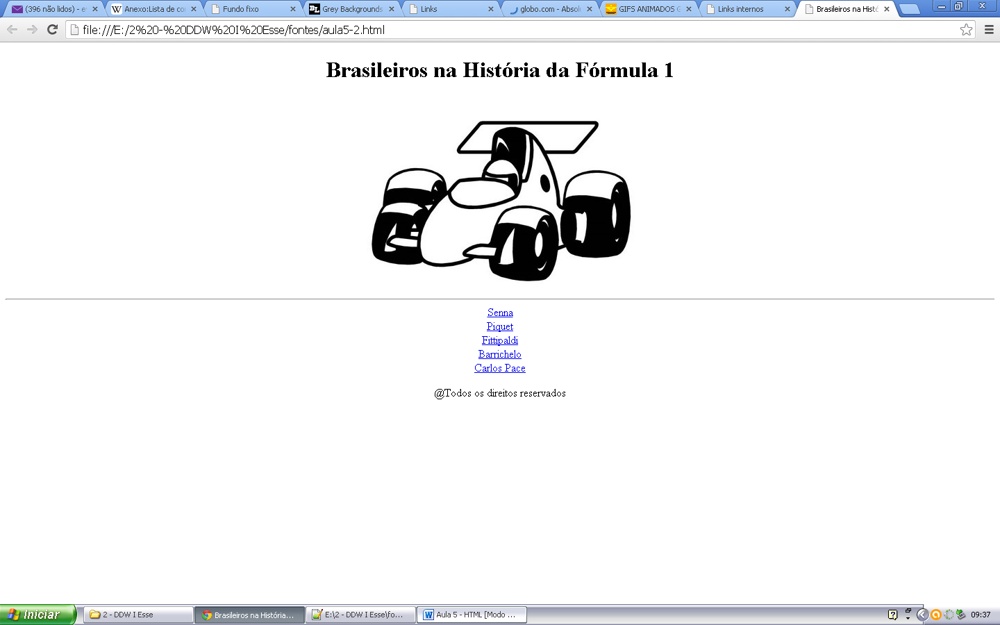 (396 não lidos) - e
Anexo:Lista de co
Fundo fixo
Grey Backgrounds
Links
globo.com - Absol
GIFS ANIMADOS G
Links internos
Brasileiros na Histó
file:///E:/2%20-%20DDW%20I%20Esse/fontes/aula5-2.html
Brasileiros na História da Fórmula 1
Senna
Piquet
Fittipaldi
Barrichelo
Carlos Pace
@Todos os direitos reservados
Iniciar
2 - DDW I Esse
Brasileiros na História...
E:\2 - DDW I Esse\fo...
Aula 5 - HTML [Modo ...
09:37